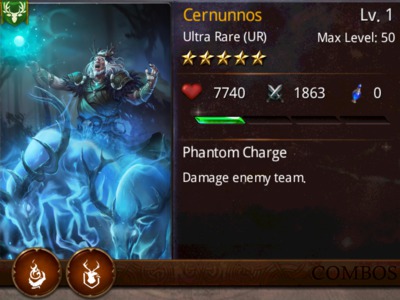 Cernunnos Lv. 1
Ultra Rare (UR) Max Level: 50
7740 1863 0
Phantom Charge
Damage enemy team.
COMBOS